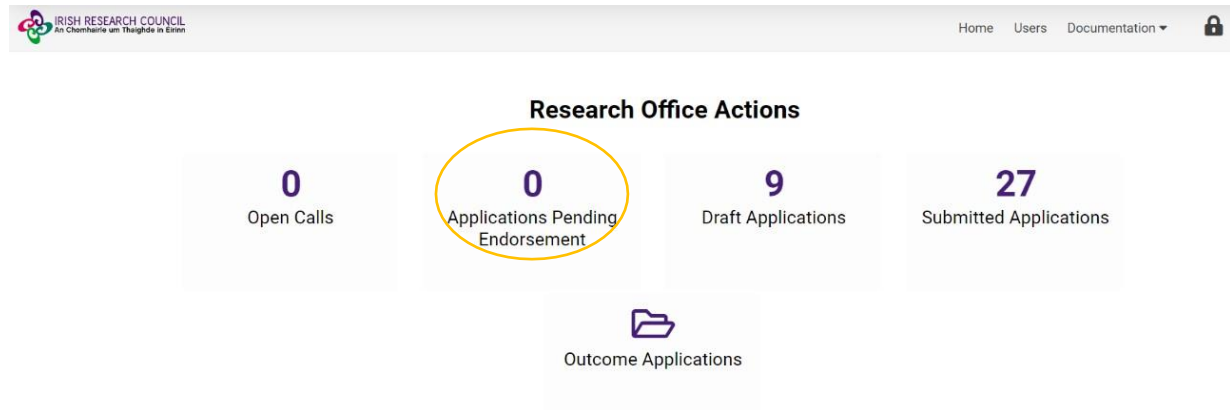 IRISH RESEARCH COUNCIL
An Chomhairle um Thaighde in Éirinn
Home Users Documentation
Research Office Actions
0
Open Calls
0
Applications Pending
Endorsement
9
Draft Applications
27
Submitted Applications
Outcome Applications